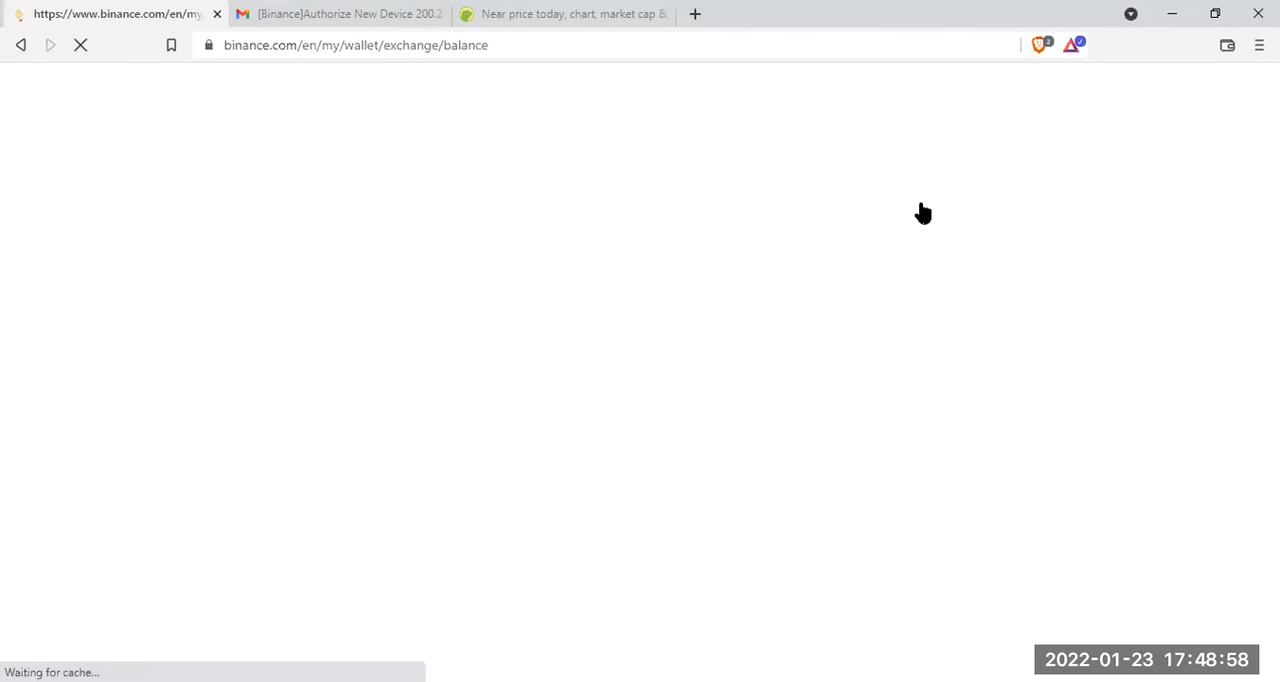 https://www.binance.com/en/my
[Binance]Authorize New Device 200.2
Near price today, chart, market cap &
binance.com/en/my/wallet/exchange/balance
2
Waiting for cache...
2022-01-23 17:48:58